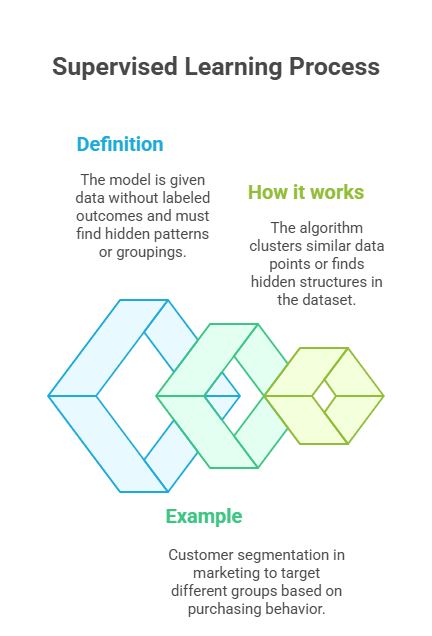 Supervised Learning Process
Definition
The model is given
data without labeled
outcomes and must
find hidden patterns
or groupings.
How it works
The algorithm
clusters similar data
points or finds
hidden structures in
the dataset.
Example
Customer segmentation in
marketing to target
different groups based on
purchasing behavior.